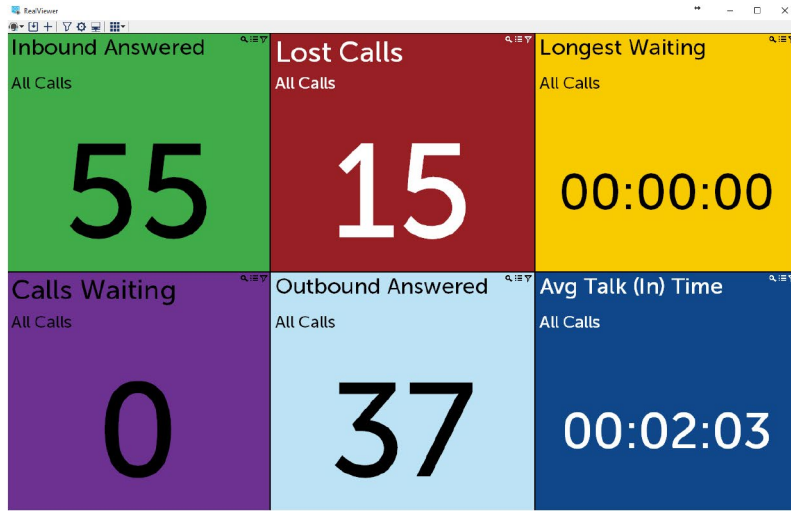 RealViewer
Inbound Answered
All Calls
55
Lost Calls
All Calls
15
Longest Waiting
All Calls
00:00:00
Calls Waiting
All Calls
0
Outbound Answered
All Calls
37
Avg Talk (In) Time
All Calls
00:02:03